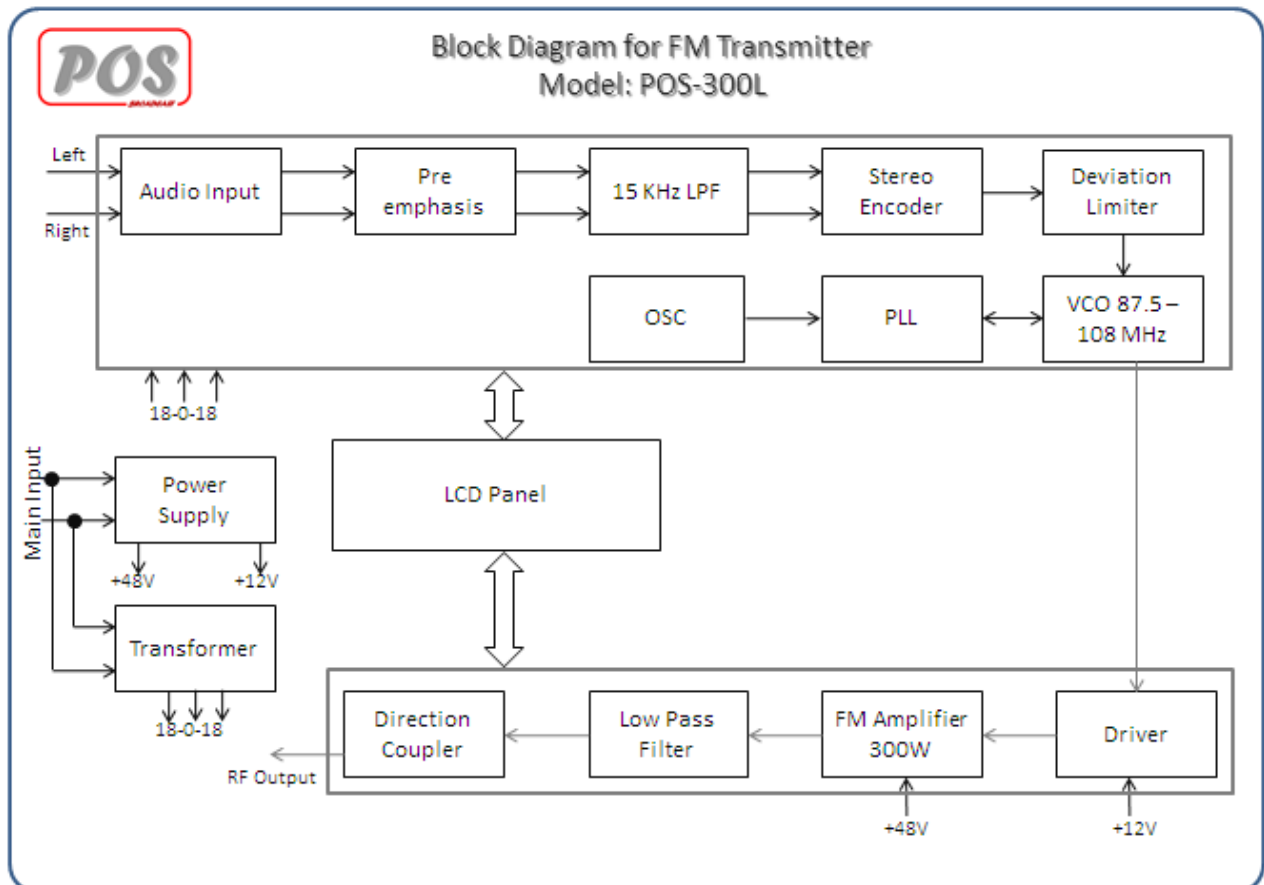 POS
BROADCAST
Block Diagram for FM Transmitter
Model: POS-300L
Left
Right
Audio Input
Pre
emphasis
15 KHz LPF
Stereo
Encoder
Deviation
Limiter
OSC
PLL
VCO 87.5 –
108 MHz
18-0-18
Main Input
Power
Supply
+48V
+12V
LCD Panel
Transformer
18-0-18
Direction
Coupler
Low Pass
Filter
FM Amplifier
300W
Driver
RF Output
+48V
+12V